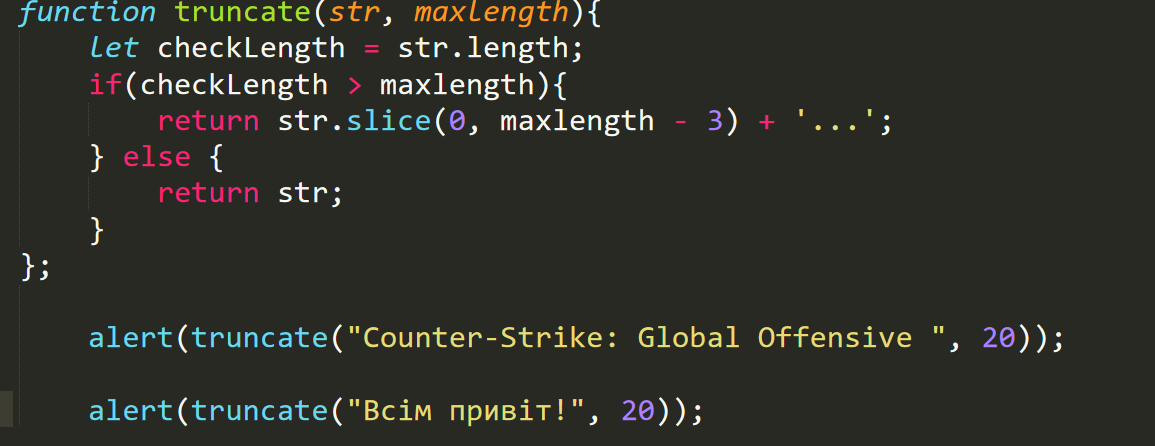 function truncate(str, maxlength){
let checkLength = str.length;
if(checkLength > maxlength){
return str.slice(0, maxlength - 3) + '...';
} else {
return str;
}
};
alert(truncate("Counter-Strike: Global Offensive ", 20));
alert(truncate("Всім привіт!", 20));